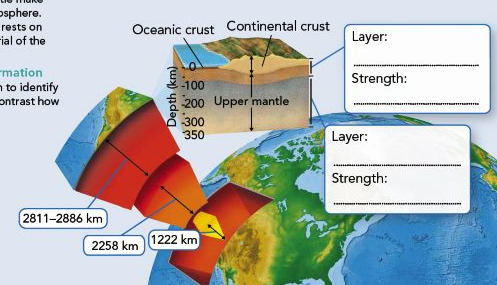 tle make
osphere.
rests on
rial of the
rmation
n to identify
ontrast how
Oceanic crust
Continental crust
Depth (km)
0
100
200
300
350
Upper mantle
Layer:
Strength:
Layer:
Strength:
2811–2886 km
2258 km
1222 km